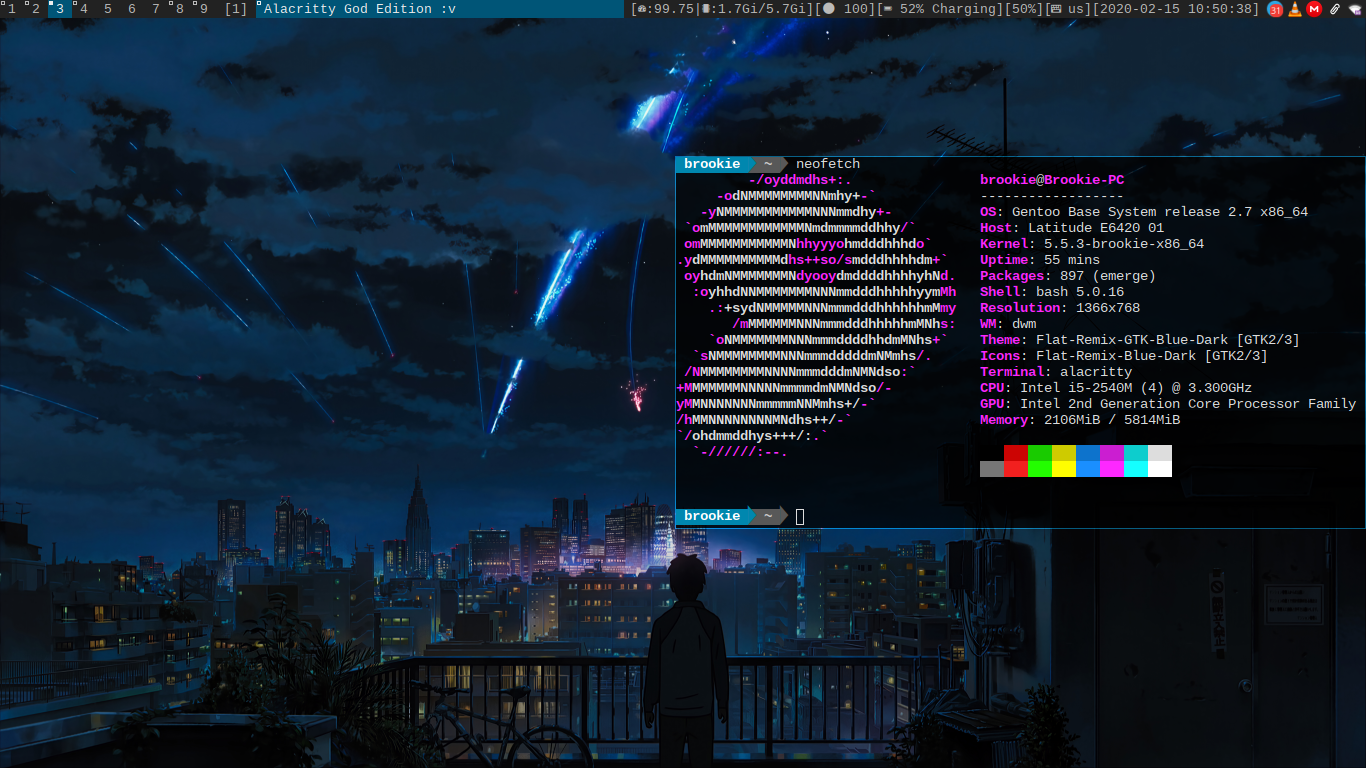 1 2 3 4 5 6 7 8 9 [1] Alacritty God Edition :v [:99.75|:1.7Gi/5.7Gi][ 100][ 52% Charging][50%][ us][2020-02-15 10:50:38] 31
brookie ~ neofetch
-/oyddmdhs+:. brookie@Brookie-PC
-odNMMMMMMMMNNmhy+-` ------------------
-yNMMMMMMMMMMMNNNmmdhy+- OS: Gentoo Base System release 2.7 x86_64
`omMMMMMMMMMMMMNmdmmmmddhhy/` Host: Latitude E6420 01
omMMMMMMMMMMMNhhyyyohmdddhhhdo` Kernel: 5.5.3-brookie-x86_64
.ydMMMMMMMMMMdhs++so/smdddhhhhdm+` Uptime: 55 mins
oyhdmNMMMMMMMNdyooydmddddhhhhyhNd. Packages: 897 (emerge)
:oyhhdNNMMMMMMMNNNmmdddhhhhhyymMh Shell: bash 5.0.16
.:+sydNMMMMMNNNmmmdddhhhhhhmMmy Resolution: 1366x768
/mMMMMMMNNNmmmdddhhhhhmMNhs: WM: dwm
`oNMMMMMMMNNNmmmddddhhdmMNhs+` Theme: Flat-Remix-GTK-Blue-Dark [GTK2/3]
`sNMMMMMMMMNNNmmmdddddmNMmhs/. Icons: Flat-Remix-Blue-Dark [GTK2/3]
/NMMMMMMMMNNNNmmmdddmNMNdso:` Terminal: alacritty
+MMMMMMMNNNNNmmmmdmNMNdso/- CPU: Intel i5-2540M (4) @ 3.300GHz
yMMNNNNNNNmmmmmNNMmhs+/-` GPU: Intel 2nd Generation Core Processor Family
/hMMNNNNNNNNMNdhs++/-` Memory: 2106MiB / 5814MiB
`/ohdmmddhys+++/:.`
`-//////:--.
brookie ~